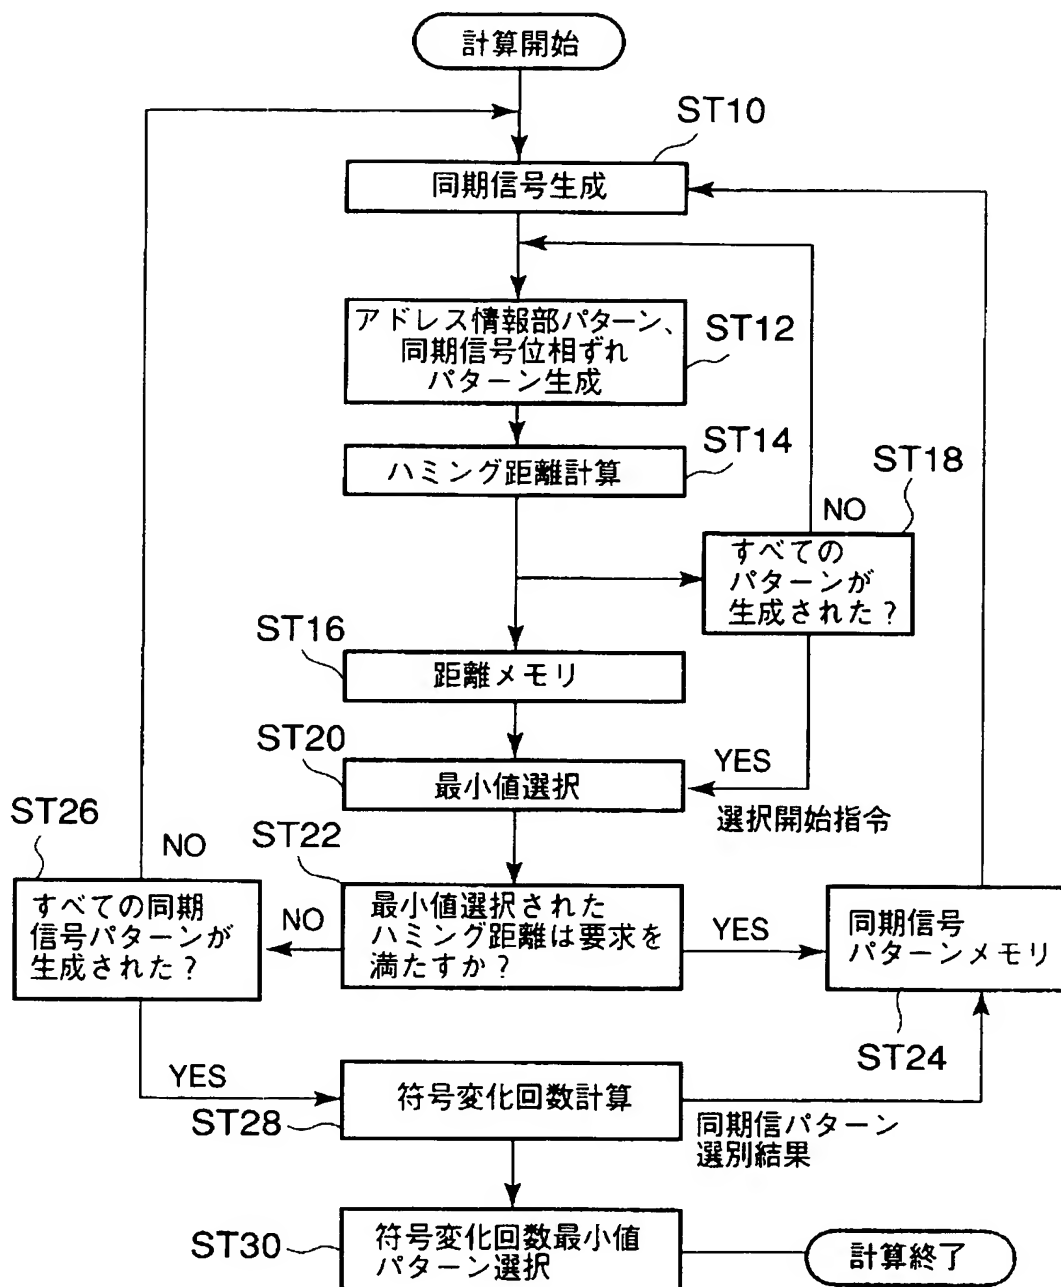 計算開始
ST10
同期信号生成
アドレス情報部パターン、
同期信号位相ずれ
パターン生成
ST12
ハミング距離計算
ST14
ST18
NO
すべての
パターンが
生成された?
ST16
距離メモリ
ST20
最小値選択
YES
選択開始指令
ST26
NO
すべての同期
信号パターンが
生成された?
ST22
NO
最小値選択された
ハミング距離は要求を
満たすか?
YES
同期信号
パターンメモリ
ST24
YES
符号変化回数計算
ST28
同期信パターン
選別結果
ST30
符号変化回数最小値
パターン選択
計算終了